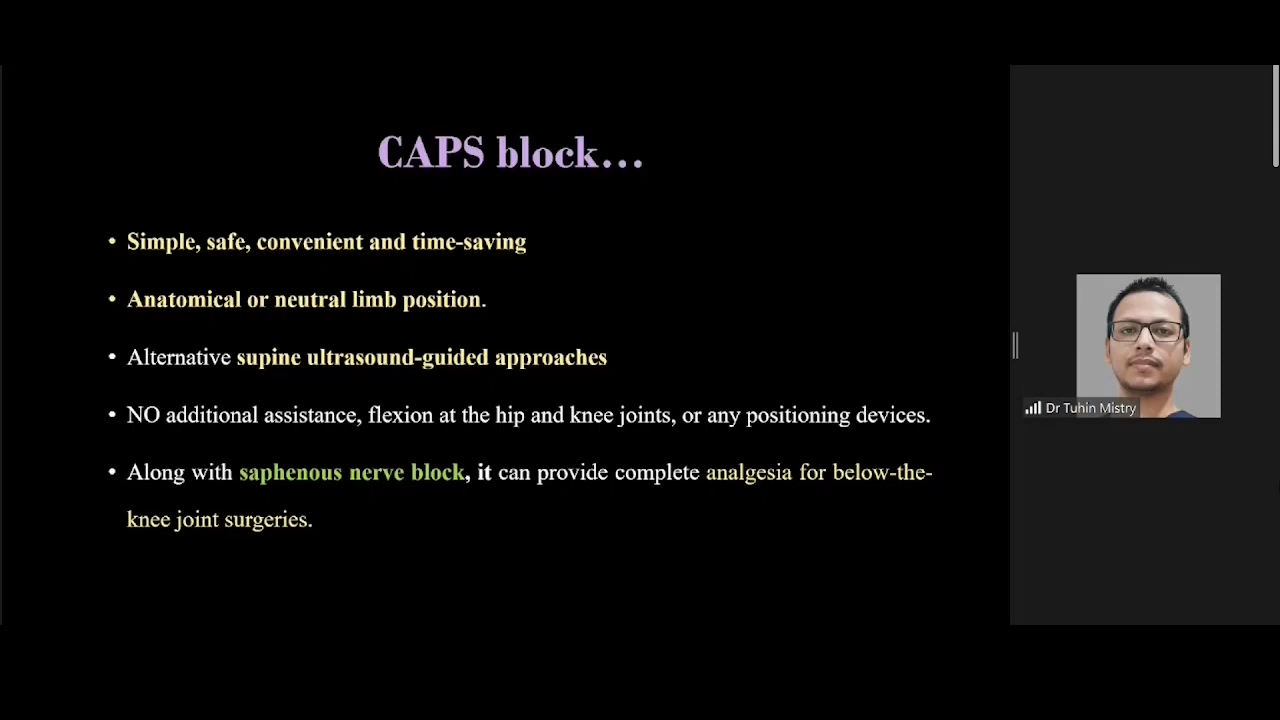 CAPS block...
• Simple, safe, convenient and time-saving
• Anatomical or neutral limb position.
• Alternative supine ultrasound-guided approaches
• NO additional assistance, flexion at the hip and knee joints, or any positioning devices.
• Along with saphenous nerve block, it can provide complete analgesia for below-the-
knee joint surgeries.
Dr Tuhin Mistry